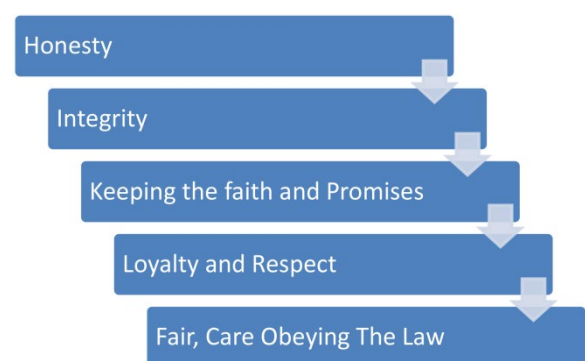 Honesty
Integrity
Keeping the faith and Promises
Loyalty and Respect
Fair, Care Obeying The Law